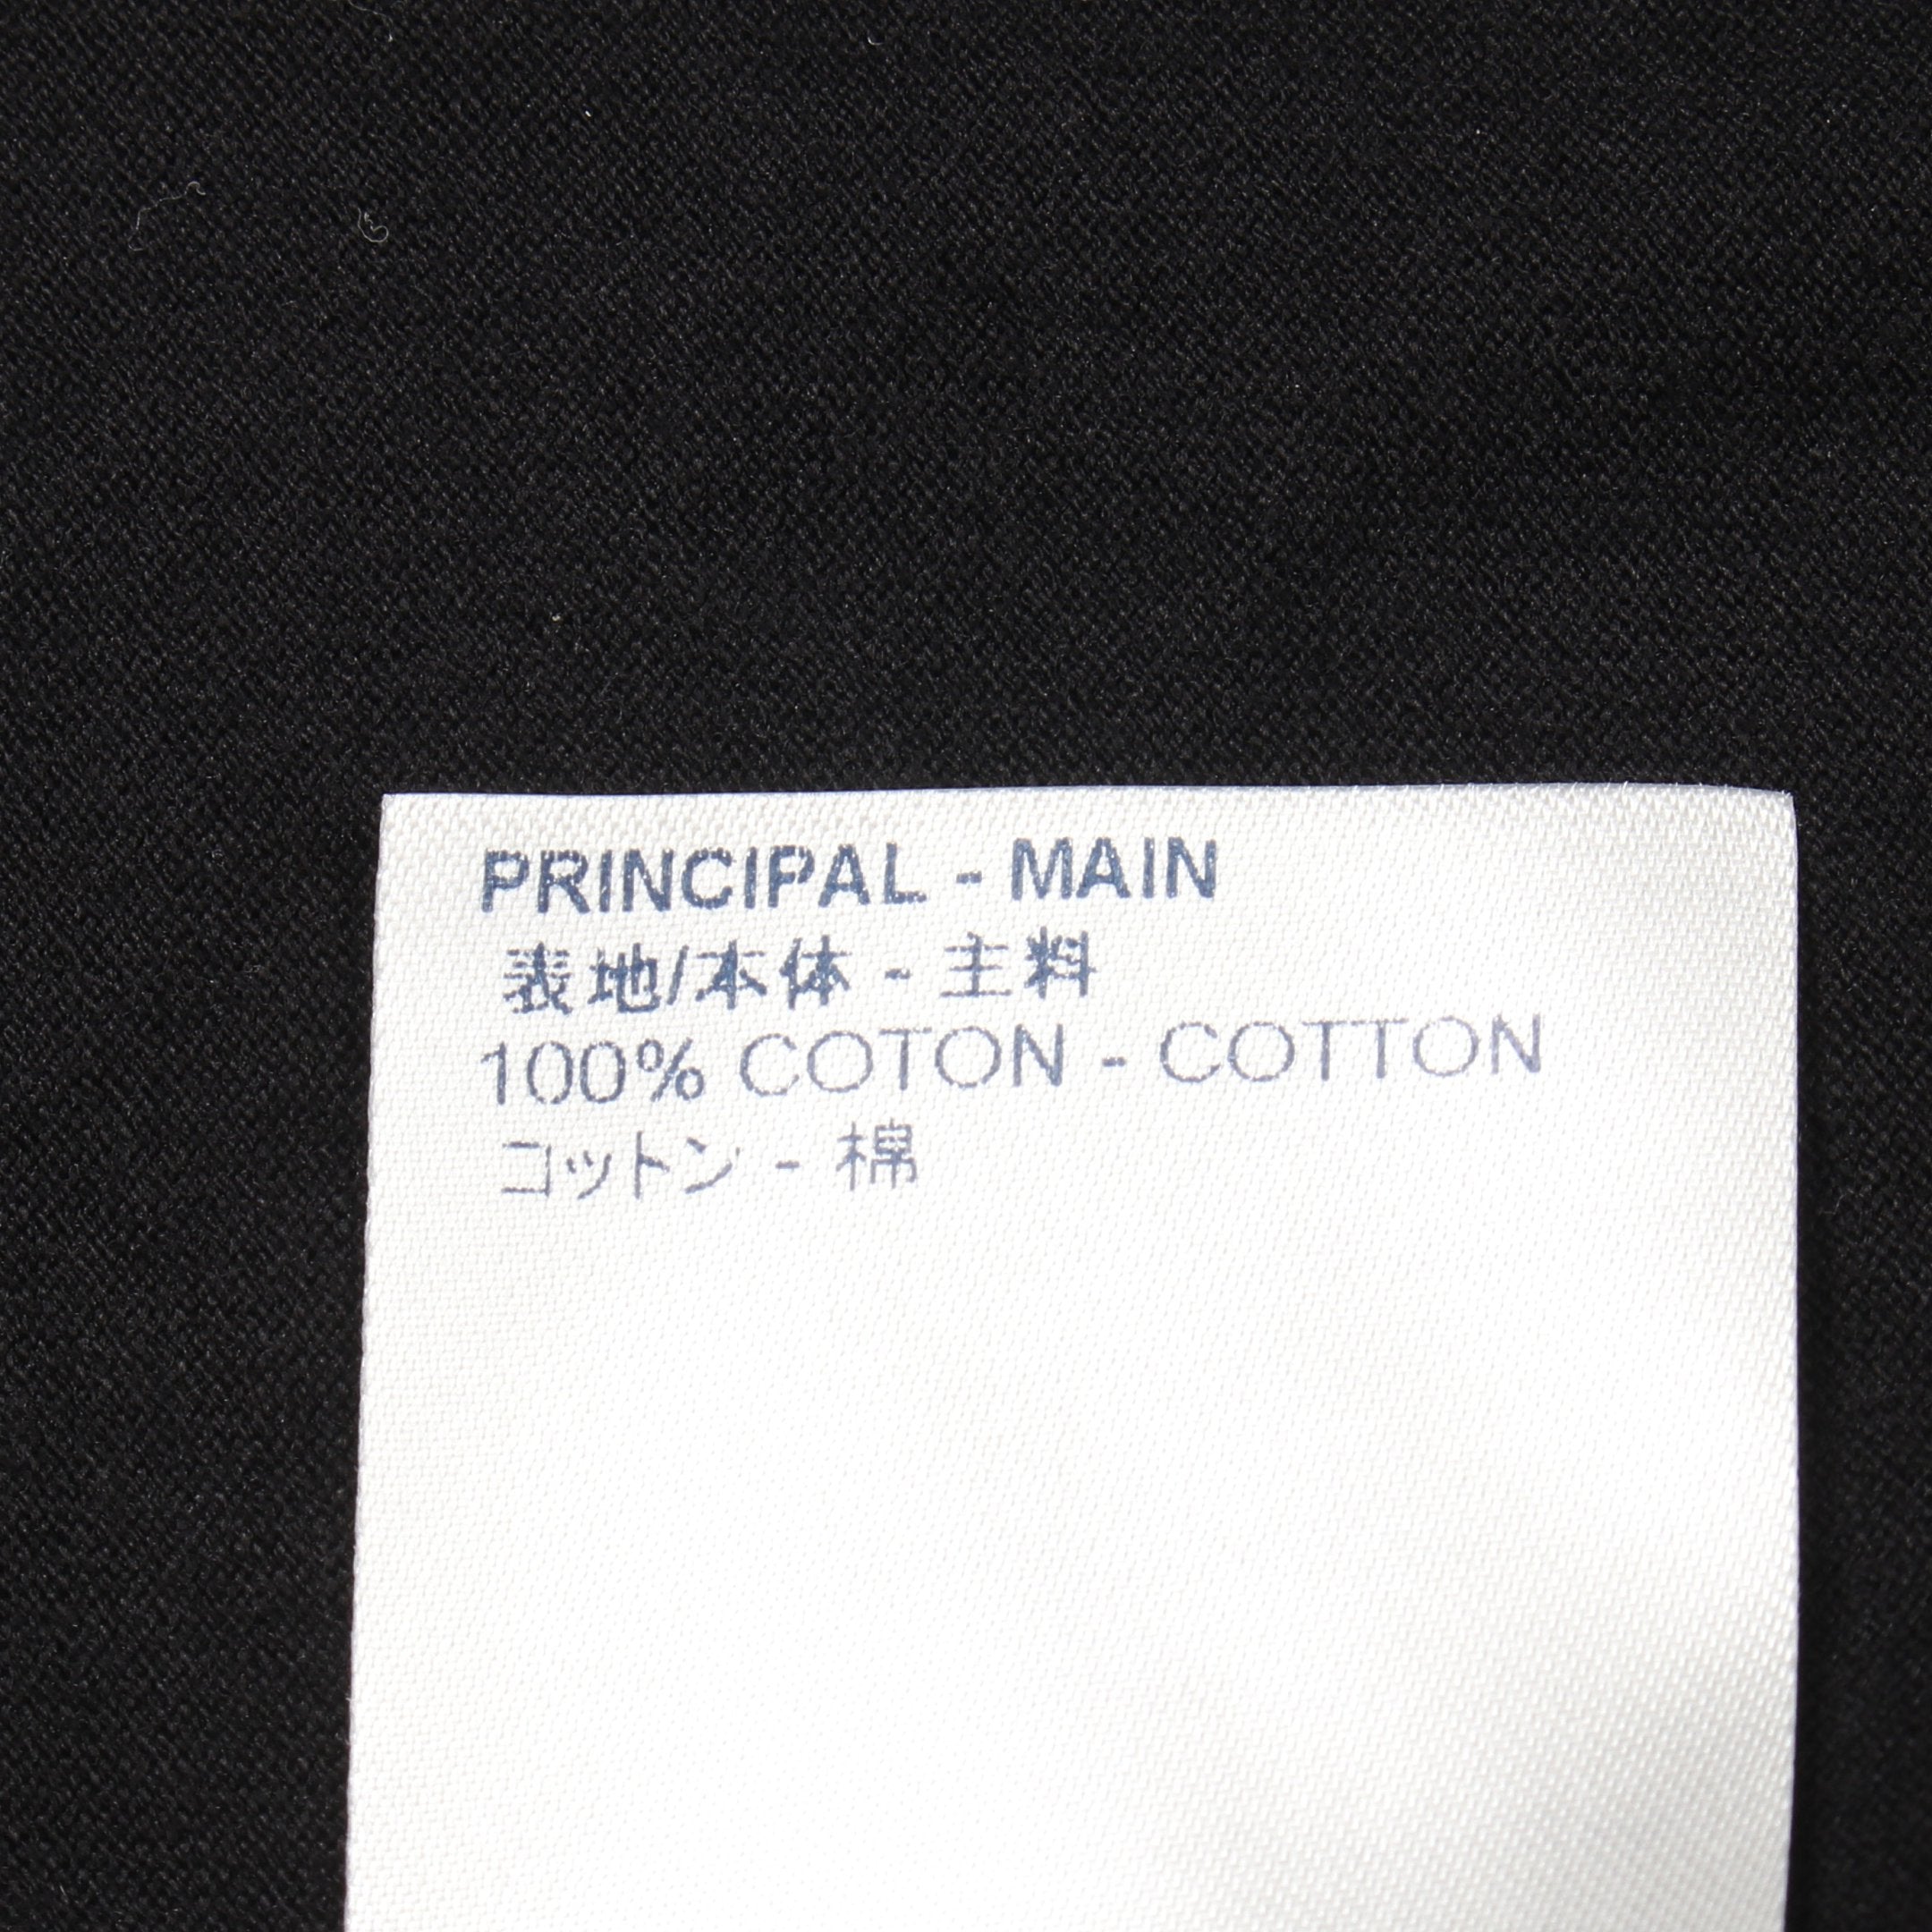 PRINCIPAL - MAIN
表地/本体 - 主料
100% COTON - COTTON
コットン - 棉